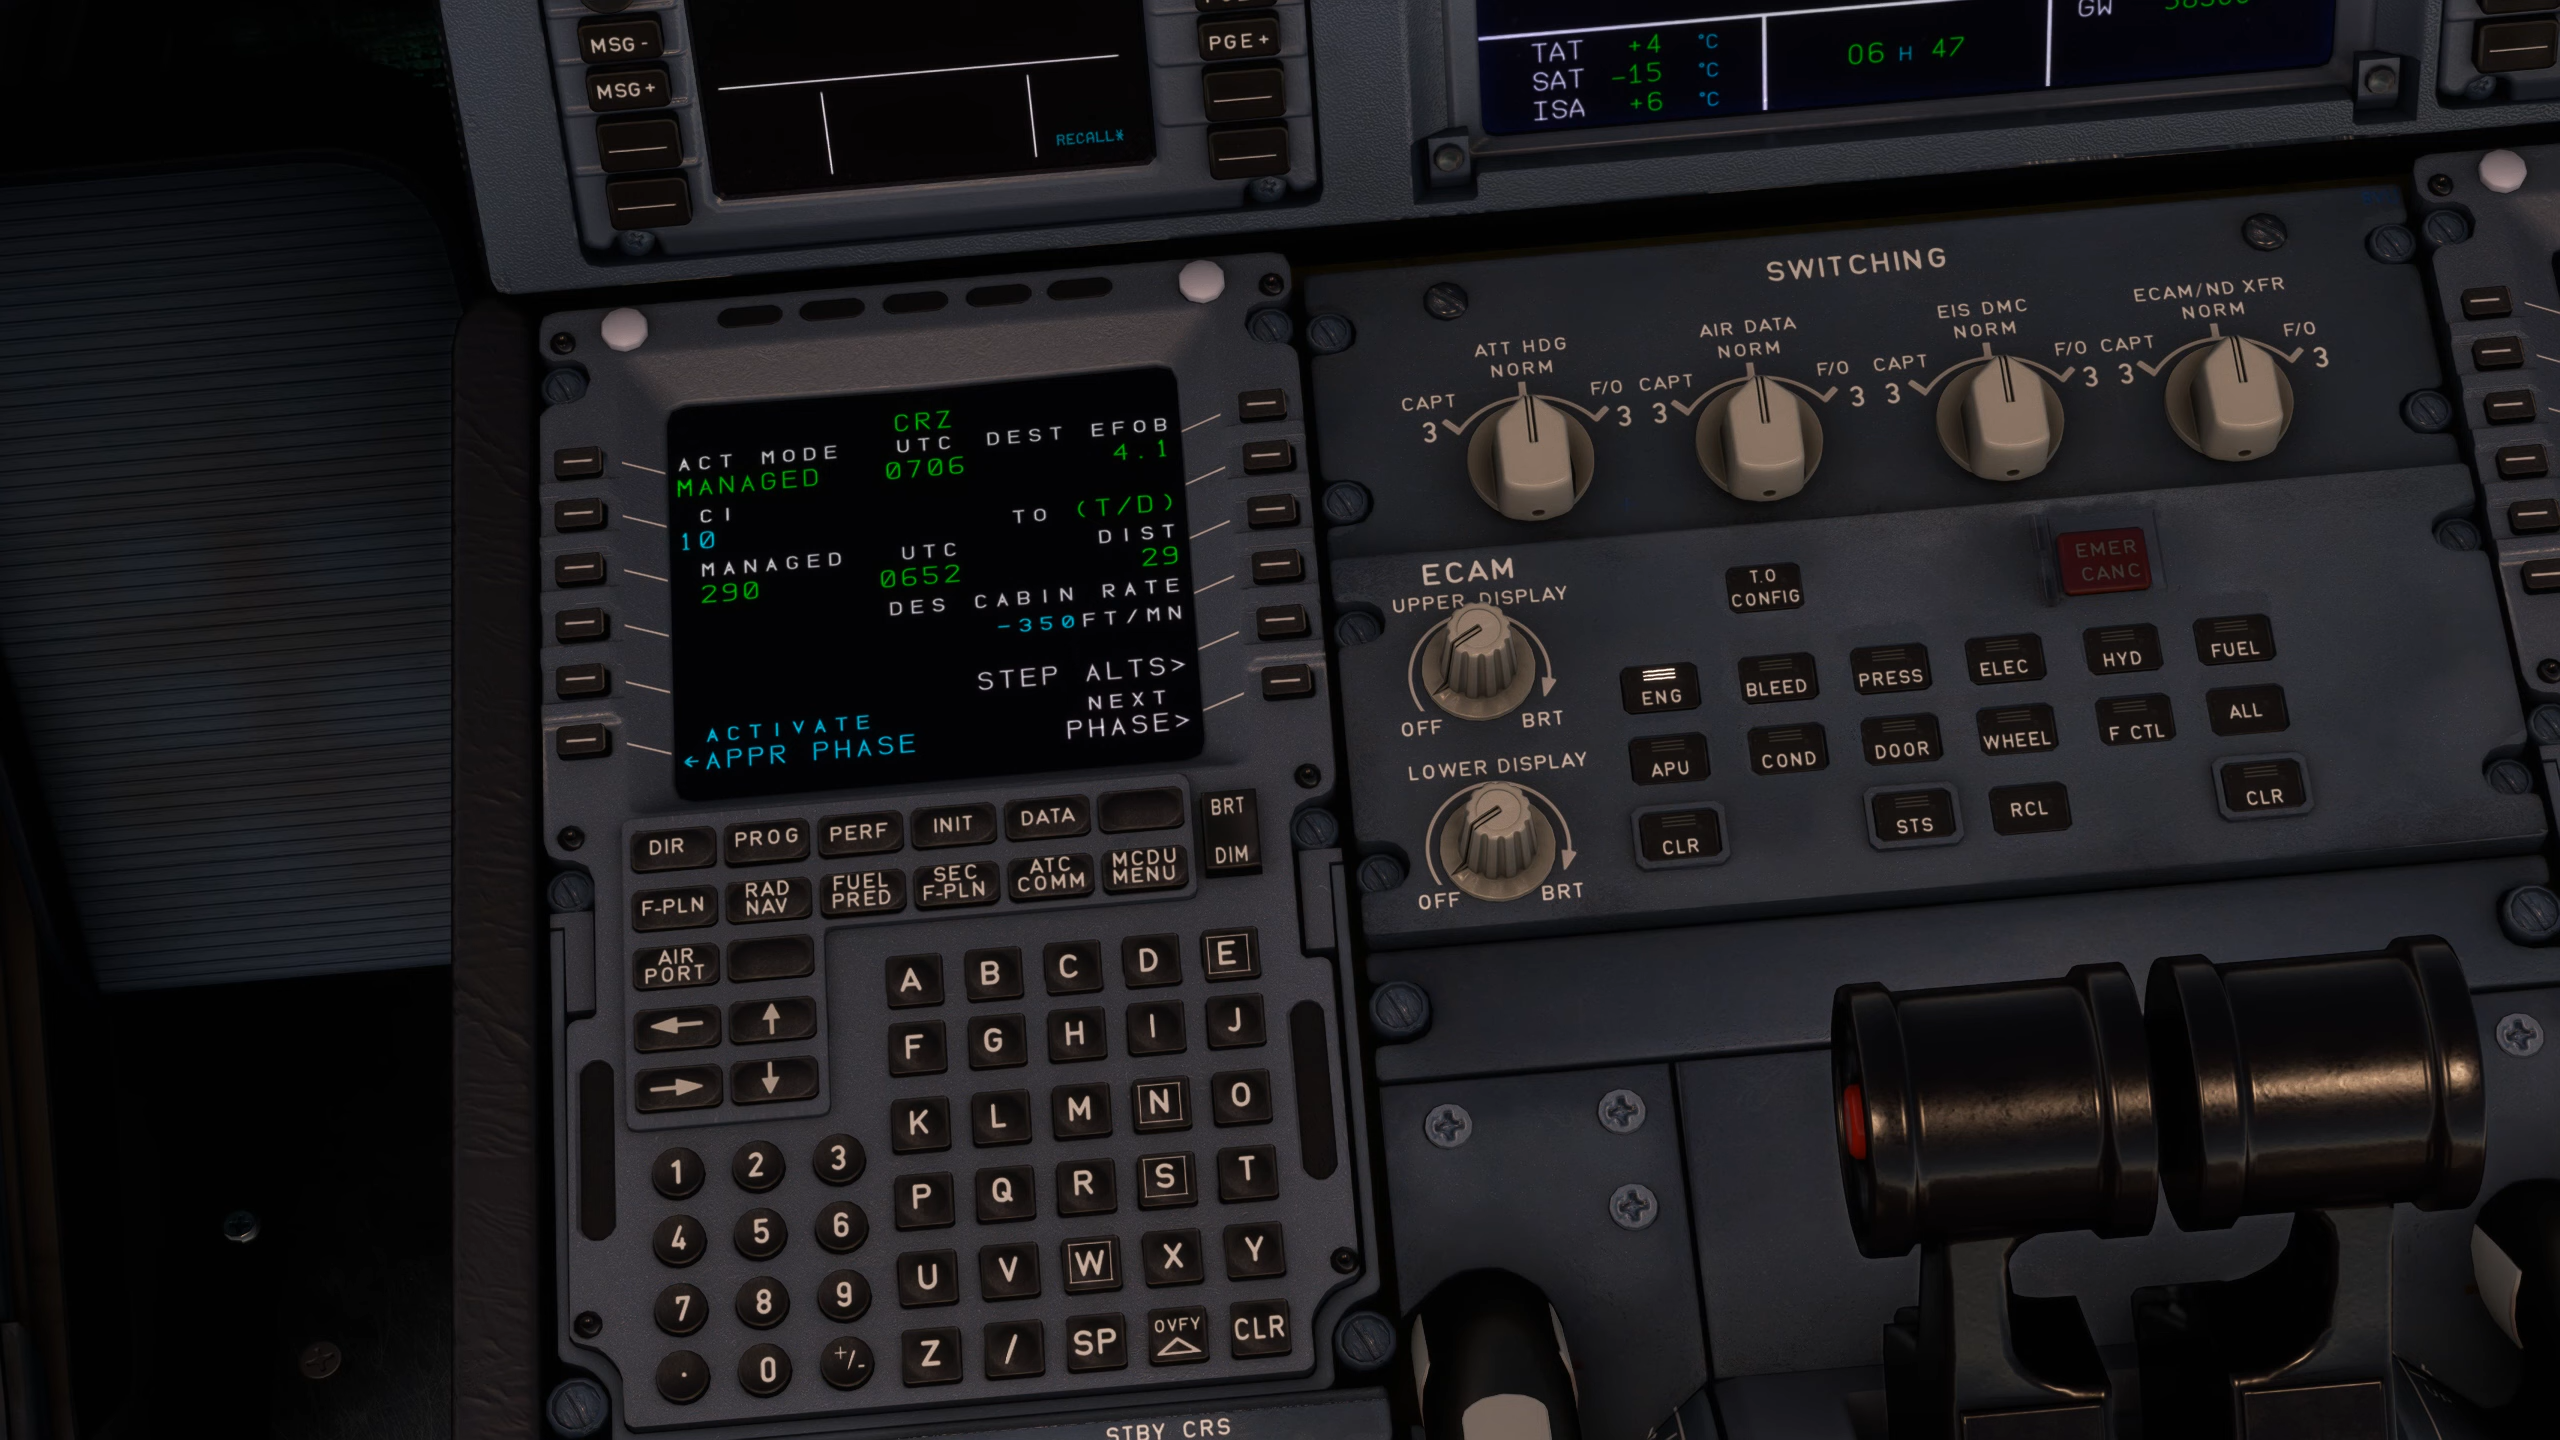 MSG -
MSG +
RECALL*
PGE +
TAT +4 °C
SAT -15 °C
ISA +6 °C
06 H 47
GW
SWITCHING
ATT HDG
NORM
CAPT
3
F/O
3
AIR DATA
NORM
CAPT
3
F/O
3
EIS DMC
NORM
CAPT
3
F/O
3
ECAM/ND XFR
NORM
CAPT
3
F/O
3
CRZ
ACT MODE UTC DEST EFOB
MANAGED 0706 4.1
CI
10 TO (T/D)
MANAGED UTC DIST
290 0652 29
DES CABIN RATE
-350FT/MN
STEP ALTS>
ACTIVATE NEXT
←APPR PHASE PHASE>
ECAM
UPPER DISPLAY
OFF BRT
LOWER DISPLAY
OFF BRT
T.O
CONFIG
EMER
CANC
ENG BLEED PRESS ELEC HYD FUEL
APU COND DOOR WHEEL F CTL ALL
CLR STS RCL CLR
DIR PROG PERF INIT DATA
BRT
DIM
F-PLN RAD NAV FUEL PRED SEC F-PLN ATC COMM MCDU MENU
AIR PORT
← ↑
→ ↓
A B C D E
F G H I J
K L M N O
P Q R S T
U V W X Y
Z / SP OVFY CLR
1 2 3
4 5 6
7 8 9
. 0 +/-
STBY CRS